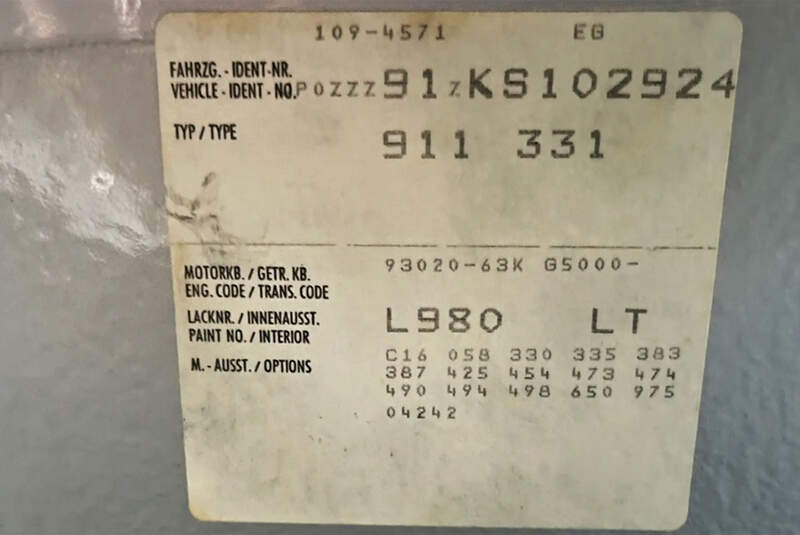 109-4571 EG
FAHRZG. - IDENT-NR.
VEHICLE - IDENT - NO. P0ZZZ91ZKS102924
TYP / TYPE 911 331
MOTORKB. / GETR. KB. 93020-63K G5000-
ENG. CODE / TRANS. CODE
LACKNR. / INNENAUSST. L980 LT
PAINT NO. / INTERIOR
M. - AUSST. / OPTIONS C16 058 330 335 383
387 425 454 473 474
490 494 498 650 975
04242